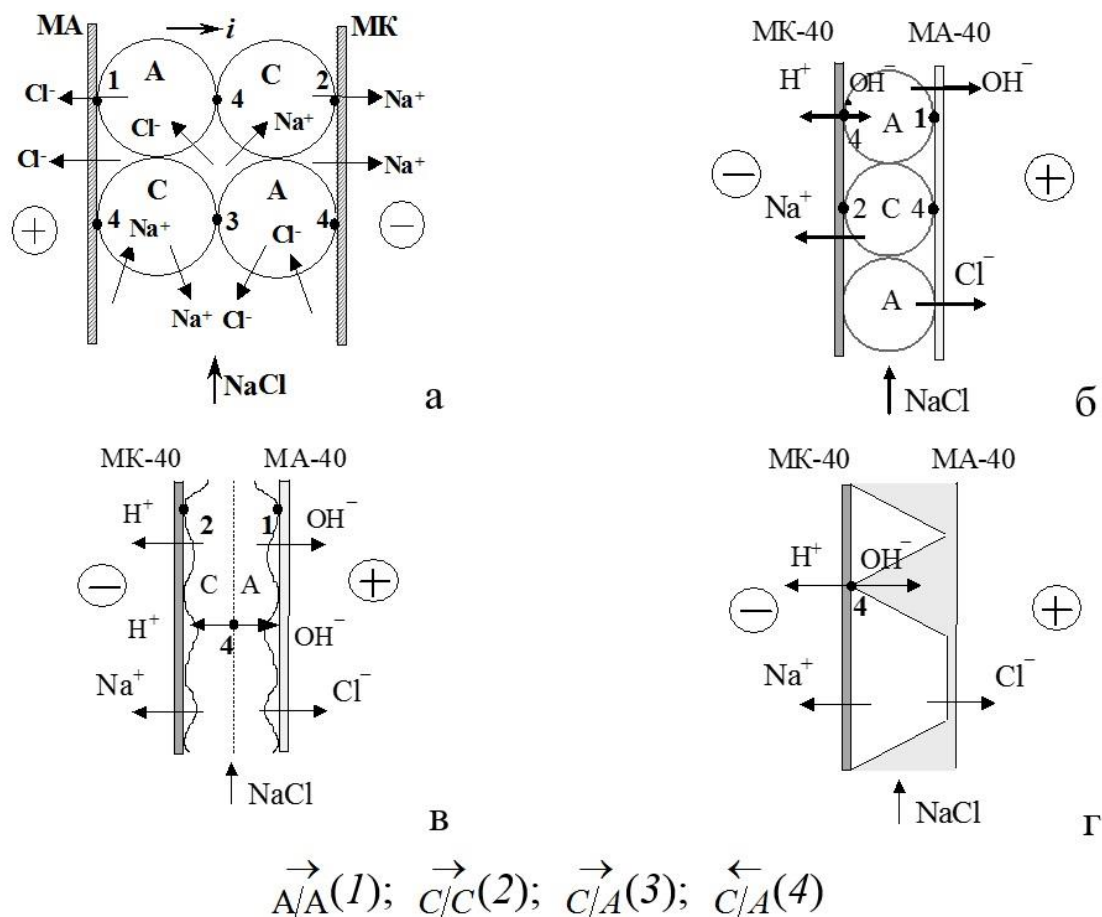 МА i МК
A C
1 4 2
Cl⁻ Na⁺
Cl⁻ Na⁺
Cl⁻ Na⁺
C A
+ 4 3 4 −
Na⁺ Cl⁻
Na⁺ Cl⁻
NaCl
а
МК-40 МА-40
H⁺ OH⁻ OH⁻
A 1
4
− +
Na⁺ 2 C 4
Cl⁻
A
NaCl
б
МК-40 МА-40
H⁺ 2 1 OH⁻
− C A +
H⁺ 4 OH⁻
Na⁺ Cl⁻
NaCl
в
МК-40 МА-40
H⁺ OH⁻
− 4 +
Na⁺ Cl⁻
NaCl
г
→ → → ←
A/A(1); C/C(2); C/A(3); C/A(4)